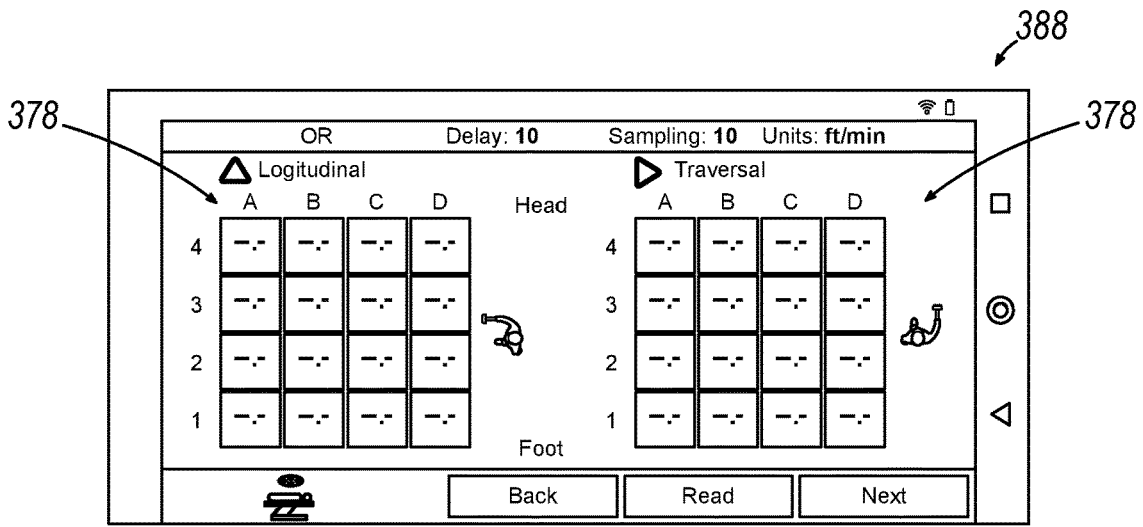 388
378
378
OR Delay: 10 Sampling: 10 Units: ft/min
Logitudinal
Traversal
A B C D Head A B C D
4 –.- –.- –.- –.- 4 –.- –.- –.- –.-
3 –.- –.- –.- –.- 3 –.- –.- –.- –.-
2 –.- –.- –.- –.- 2 –.- –.- –.- –.-
1 –.- –.- –.- –.- 1 –.- –.- –.- –.-
Foot
Back Read Next